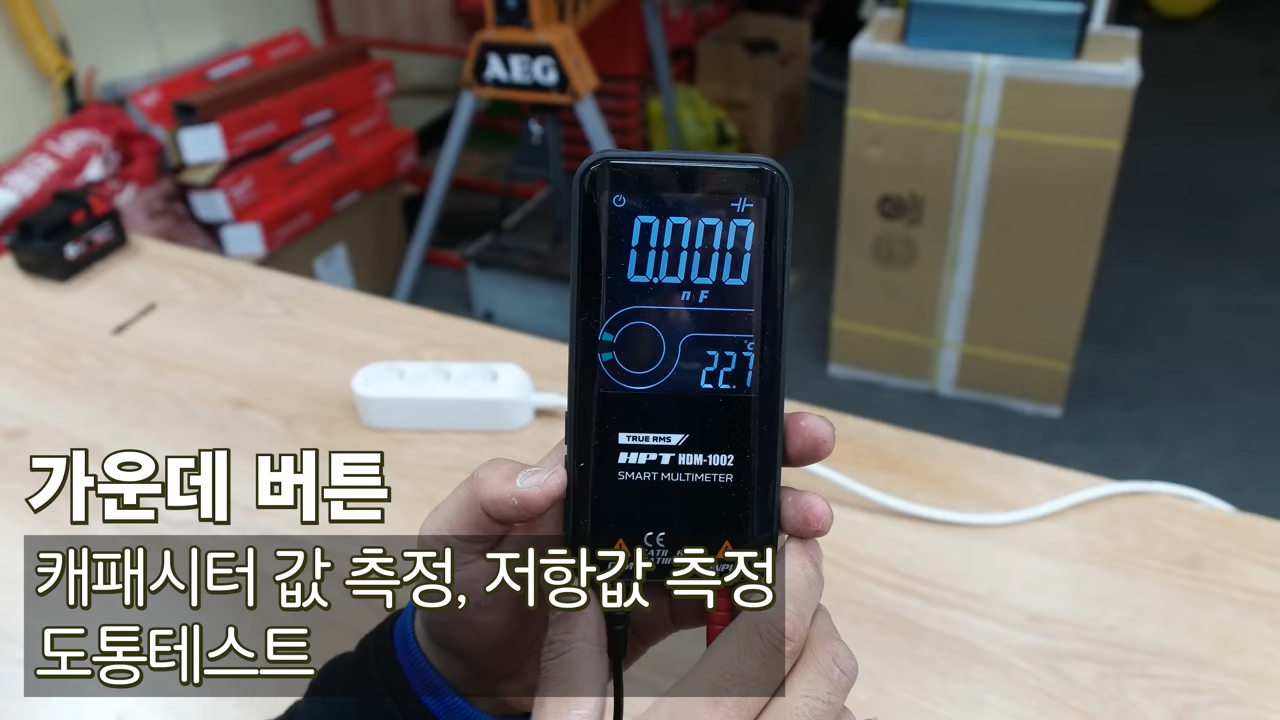 AEG
0.000
nF
°C
22.7
TRUE RMS
HPT HDM-1002
SMART MULTIMETER
CE
가운데 버튼
캐패시터 값 측정, 저항값 측정
도통테스트